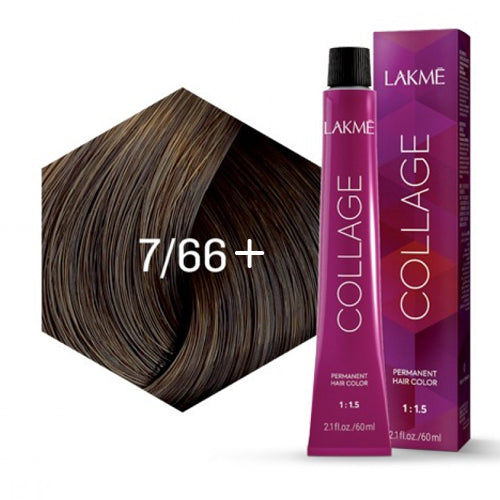 7/66+
LAKMĒ
COLLAGE
PERMANENT
HAIR COLOR
1 : 1.5
2.1fl.oz./60ml
LAKMĒ
COLLAGE
PERMANENT
HAIR COLOR
1 : 1.5
2.1fl.oz./60ml